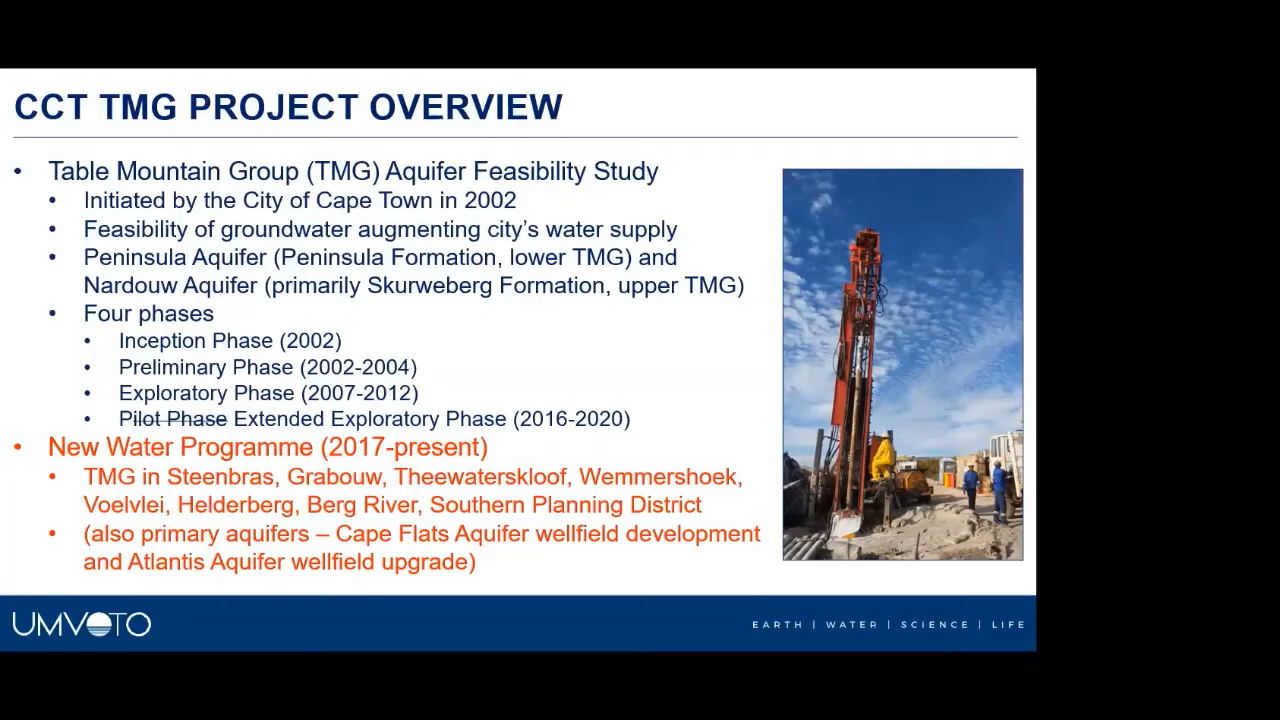 CCT TMG PROJECT OVERVIEW
• Table Mountain Group (TMG) Aquifer Feasibility Study
• Initiated by the City of Cape Town in 2002
• Feasibility of groundwater augmenting city's water supply
• Peninsula Aquifer (Peninsula Formation, lower TMG) and
Nardouw Aquifer (primarily Skurweberg Formation, upper TMG)
• Four phases
• Inception Phase (2002)
• Preliminary Phase (2002-2004)
• Exploratory Phase (2007-2012)
• Pilot Phase Extended Exploratory Phase (2016-2020)
• New Water Programme (2017-present)
• TMG in Steenbras, Grabouw, Theewaterskloof, Wemmershoek,
Voelvlei, Helderberg, Berg River, Southern Planning District
• (also primary aquifers – Cape Flats Aquifer wellfield development
and Atlantis Aquifer wellfield upgrade)
UMVOTO
EARTH | WATER | SCIENCE | LIFE